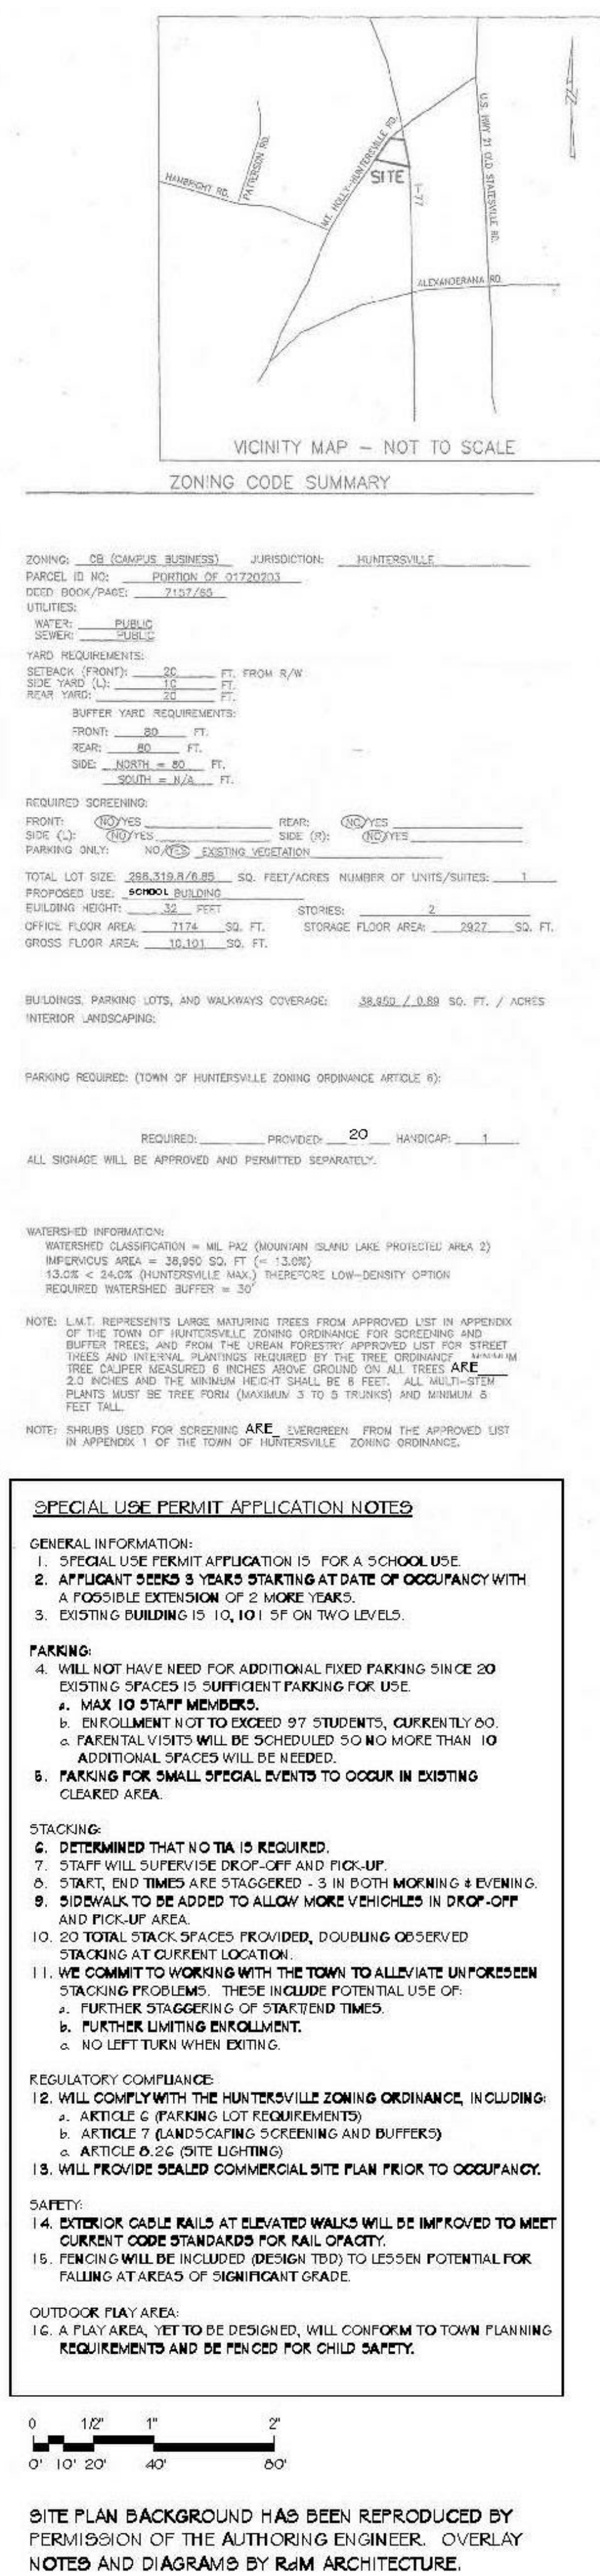 HAMBRIGHT RD.
PATTERSON RD.
MT. HOLLY-HUNTERSVILLE RD.
SITE
I-77
U.S. HWY 21 OLD STATESVILLE RD.
ALEXANDERANA RD.
VICINITY MAP – NOT TO SCALE
ZONING CODE SUMMARY
ZONING: CB (CAMPUS BUSINESS) JURISDICTION: HUNTERSVILLE
PARCEL ID NO: PORTION OF 01720203
DEED BOOK/PAGE: 7157/65
UTILITIES:
WATER: PUBLIC
SEWER: PUBLIC
YARD REQUIREMENTS:
SETBACK (FRONT): 20 FT. FROM R/W
SIDE YARD (L): 10 FT.
REAR YARD: 20 FT.
BUFFER YARD REQUIREMENTS:
FRONT: 80 FT.
REAR: 80 FT.
SIDE: NORTH = 80 FT.
SOUTH = N/A FT.
REQUIRED SCREENING:
FRONT: NO/YES REAR: NO/YES
SIDE (L): NO/YES SIDE (R): NO/YES
PARKING ONLY: NO/YES EXISTING VEGETATION
TOTAL LOT SIZE: 298,319.8/6.85 SQ. FEET/ACRES NUMBER OF UNITS/SUITES: 1
PROPOSED USE: SCHOOL BUILDING
BUILDING HEIGHT: 32 FEET STORIES: 2
OFFICE FLOOR AREA: 7174 SQ. FT. STORAGE FLOOR AREA: 2927 SQ. FT.
GROSS FLOOR AREA: 10,101 SQ. FT.
BUILDINGS, PARKING LOTS, AND WALKWAYS COVERAGE: 38,950 / 0.89 SQ. FT. / ACRES
INTERIOR LANDSCAPING:
PARKING REQUIRED: (TOWN OF HUNTERSVILLE ZONING ORDINANCE ARTICLE 6):
REQUIRED: PROVIDED: 20 HANDICAP: 1
ALL SIGNAGE WILL BE APPROVED AND PERMITTED SEPARATELY.
WATERSHED INFORMATION:
WATERSHED CLASSIFICATION = MIL PA2 (MOUNTAIN ISLAND LAKE PROTECTED AREA 2)
IMPERVIOUS AREA = 38,950 SQ. FT (= 13.0%)
13.0% < 24.0% (HUNTERSVILLE MAX.) THEREFORE LOW-DENSITY OPTION
REQUIRED WATERSHED BUFFER = 30'
NOTE: L.M.T. REPRESENTS LARGE MATURING TREES FROM APPROVED LIST IN APPENDIX
OF THE TOWN OF HUNTERSVILLE ZONING ORDINANCE FOR SCREENING AND
BUFFER TREES, AND FROM THE URBAN FORESTRY APPROVED LIST FOR STREET
TREES AND INTERNAL PLANTINGS REQUIRED BY THE TREE ORDINANCE. MINIMUM
TREE CALIPER MEASURED 6 INCHES ABOVE GROUND ON ALL TREES ARE
2.0 INCHES AND THE MINIMUM HEIGHT SHALL BE 8 FEET. ALL MULTI-STEM
PLANTS MUST BE TREE FORM (MAXIMUM 3 TO 5 TRUNKS) AND MINIMUM 8
FEET TALL.
NOTE: SHRUBS USED FOR SCREENING ARE EVERGREEN FROM THE APPROVED LIST
IN APPENDIX 1 OF THE TOWN OF HUNTERSVILLE ZONING ORDINANCE.
SPECIAL USE PERMIT APPLICATION NOTES
GENERAL INFORMATION:
1. SPECIAL USE PERMIT APPLICATION IS FOR A SCHOOL USE.
2. APPLICANT SEEKS 3 YEARS STARTING AT DATE OF OCCUPANCY WITH
A POSSIBLE EXTENSION OF 2 MORE YEARS.
3. EXISTING BUILDING IS 10,101 SF ON TWO LEVELS.
PARKING:
4. WILL NOT HAVE NEED FOR ADDITIONAL FIXED PARKING SINCE 20
EXISTING SPACES IS SUFFICIENT PARKING FOR USE.
a. MAX 10 STAFF MEMBERS.
b. ENROLLMENT NOT TO EXCEED 97 STUDENTS, CURRENTLY 80.
c. PARENTAL VISITS WILL BE SCHEDULED SO NO MORE THAN 10
ADDITIONAL SPACES WILL BE NEEDED.
5. PARKING FOR SMALL SPECIAL EVENTS TO OCCUR IN EXISTING
CLEARED AREA.
STACKING:
6. DETERMINED THAT NO TIA IS REQUIRED.
7. STAFF WILL SUPERVISE DROP-OFF AND PICK-UP.
8. START, END TIMES ARE STAGGERED - 3 IN BOTH MORNING & EVENING.
9. SIDEWALK TO BE ADDED TO ALLOW MORE VEHICHLES IN DROP-OFF
AND PICK-UP AREA.
10. 20 TOTAL STACK SPACES PROVIDED, DOUBLING OBSERVED
STACKING AT CURRENT LOCATION.
11. WE COMMIT TO WORKING WITH THE TOWN TO ALLEVIATE UNFORESEEN
STACKING PROBLEMS. THESE INCLUDE POTENTIAL USE OF:
a. FURTHER STAGGERING OF START/END TIMES.
b. FURTHER LIMITING ENROLLMENT.
c. NO LEFT TURN WHEN EXITING.
REGULATORY COMPLIANCE:
12. WILL COMPLY WITH THE HUNTERSVILLE ZONING ORDINANCE, INCLUDING:
a. ARTICLE 6 (PARKING LOT REQUIREMENTS)
b. ARTICLE 7 (LANDSCAPING SCREENING AND BUFFERS)
c. ARTICLE 8.26 (SITE LIGHTING)
13. WILL PROVIDE SEALED COMMERCIAL SITE PLAN PRIOR TO OCCUPANCY.
SAFETY:
14. EXTERIOR CABLE RAILS AT ELEVATED WALKS WILL BE IMPROVED TO MEET
CURRENT CODE STANDARDS FOR RAIL OPACITY.
15. FENCING WILL BE INCLUDED (DESIGN TBD) TO LESSEN POTENTIAL FOR
FALLING AT AREAS OF SIGNIFICANT GRADE.
OUTDOOR PLAY AREA:
16. A PLAY AREA, YET TO BE DESIGNED, WILL CONFORM TO TOWN PLANNING
REQUIREMENTS AND BE FENCED FOR CHILD SAFETY.
0 1/2" 1" 2"
0' 10' 20' 40' 80'
SITE PLAN BACKGROUND HAS BEEN REPRODUCED BY
PERMISSION OF THE AUTHORING ENGINEER. OVERLAY
NOTES AND DIAGRAMS BY RdM ARCHITECTURE.